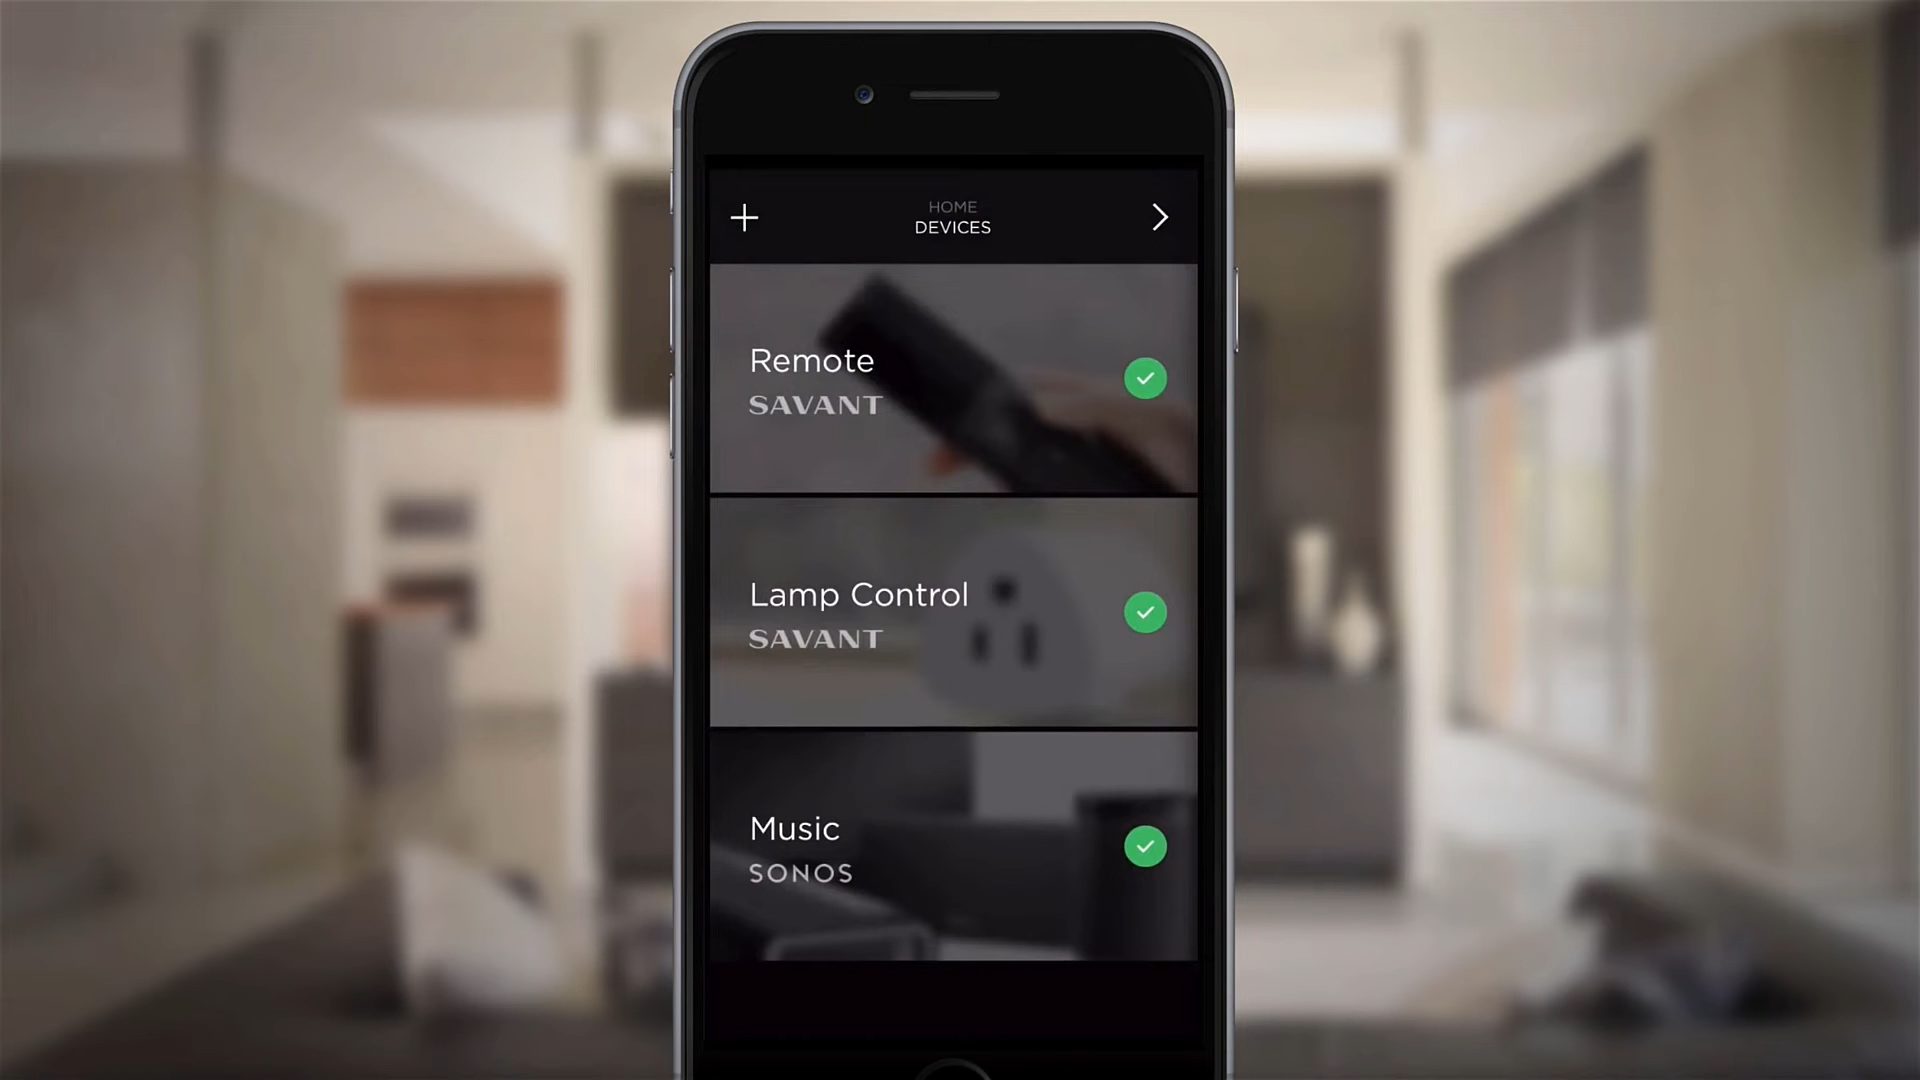 HOME
DEVICES
Remote
SAVANT
Lamp Control
SAVANT
Music
SONOS